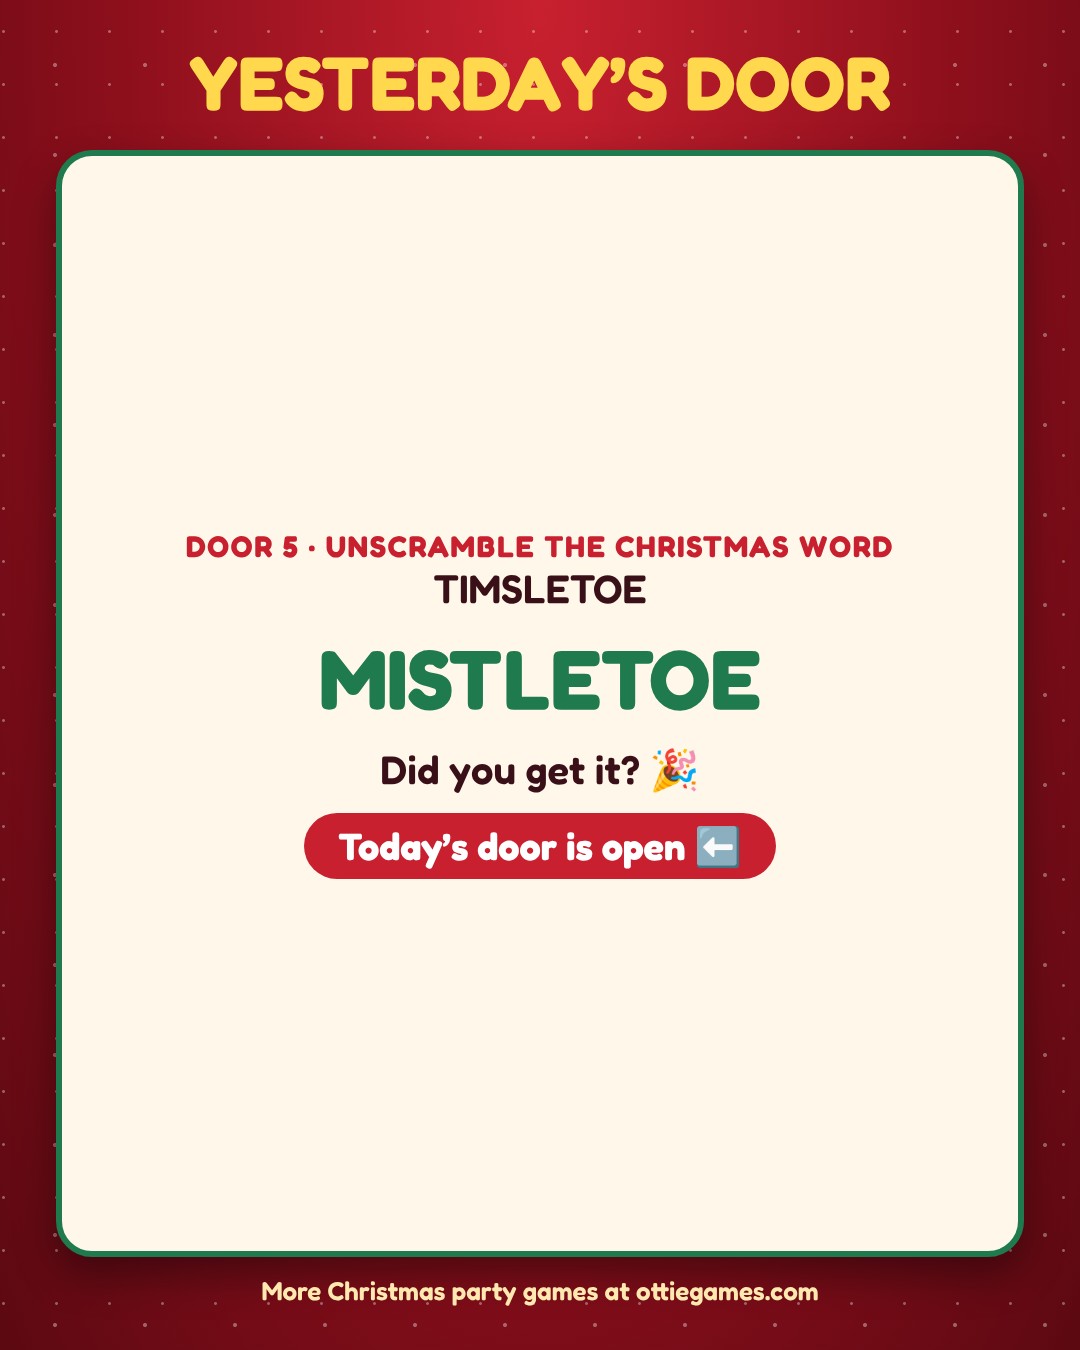 YESTERDAY’S DOOR
DOOR 5 · UNSCRAMBLE THE CHRISTMAS WORD
TIMSLETOE
MISTLETOE
Did you get it? 🎉
Today’s door is open ⬅️
More Christmas party games at ottiegames.com